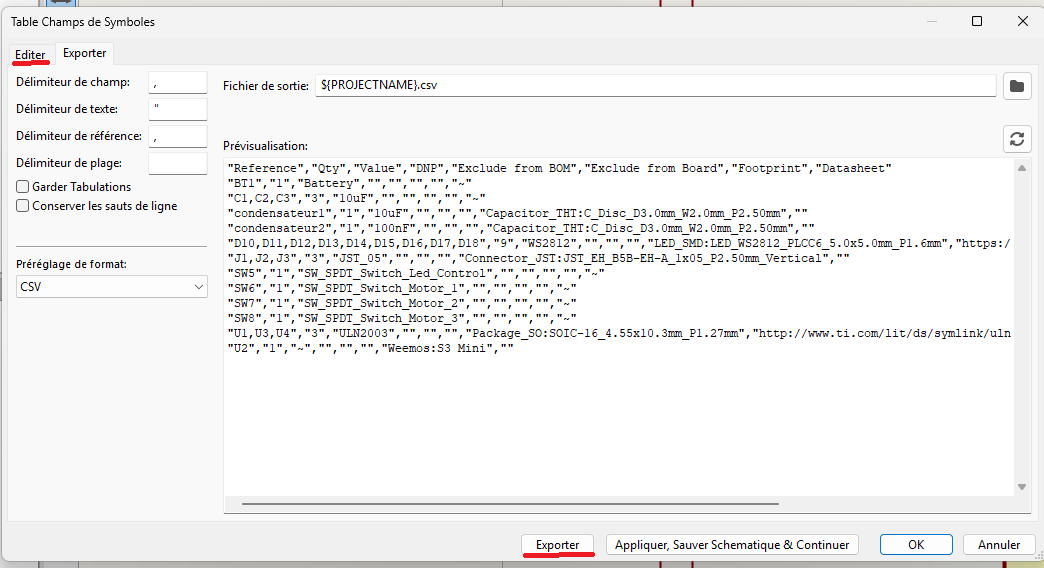 Table Champs de Symboles
Editer
Exporter
Délimiteur de champ:
,
Délimiteur de texte:
"
Délimiteur de référence:
,
Délimiteur de plage:
Garder Tabulations
Conserver les sauts de ligne
Préréglage de format:
CSV
Fichier de sortie:
${PROJECTNAME}.csv
Prévisualisation:
"Reference","Qty","Value","DNP","Exclude from BOM","Exclude from Board","Footprint","Datasheet"
"BT1","1","Battery","","","","","~"
"C1,C2,C3","3","10uF","","","","","~"
"condensateur1","1","10uF","","","","Capacitor_THT:C_Disc_D3.0mm_W2.0mm_P2.50mm",""
"condensateur2","1","100nF","","","","Capacitor_THT:C_Disc_D3.0mm_W2.0mm_P2.50mm",""
"D10,D11,D12,D13,D14,D15,D16,D17,D18","9","WS2812","","","","LED_SMD:LED_WS2812_PLCC6_5.0x5.0mm_P1.6mm","https:/
"J1,J2,J3","3","JST_05","","","","Connector_JST:JST_EH_B5B-EH-A_1x05_P2.50mm_Vertical",""
"SW5","1","SW_SPDT_Switch_Led_Control","","","","","~"
"SW6","1","SW_SPDT_Switch_Motor_1","","","","","~"
"SW7","1","SW_SPDT_Switch_Motor_2","","","","","~"
"SW8","1","SW_SPDT_Switch_Motor_3","","","","","~"
"U1,U3,U4","3","ULN2003","","","","Package_SO:SOIC-16_4.55x10.3mm_P1.27mm","http://www.ti.com/lit/ds/symlink/uln
"U2","1","~","","","","Weemos:S3 Mini",""
Exporter
Appliquer, Sauver Schematique & Continuer
OK
Annuler